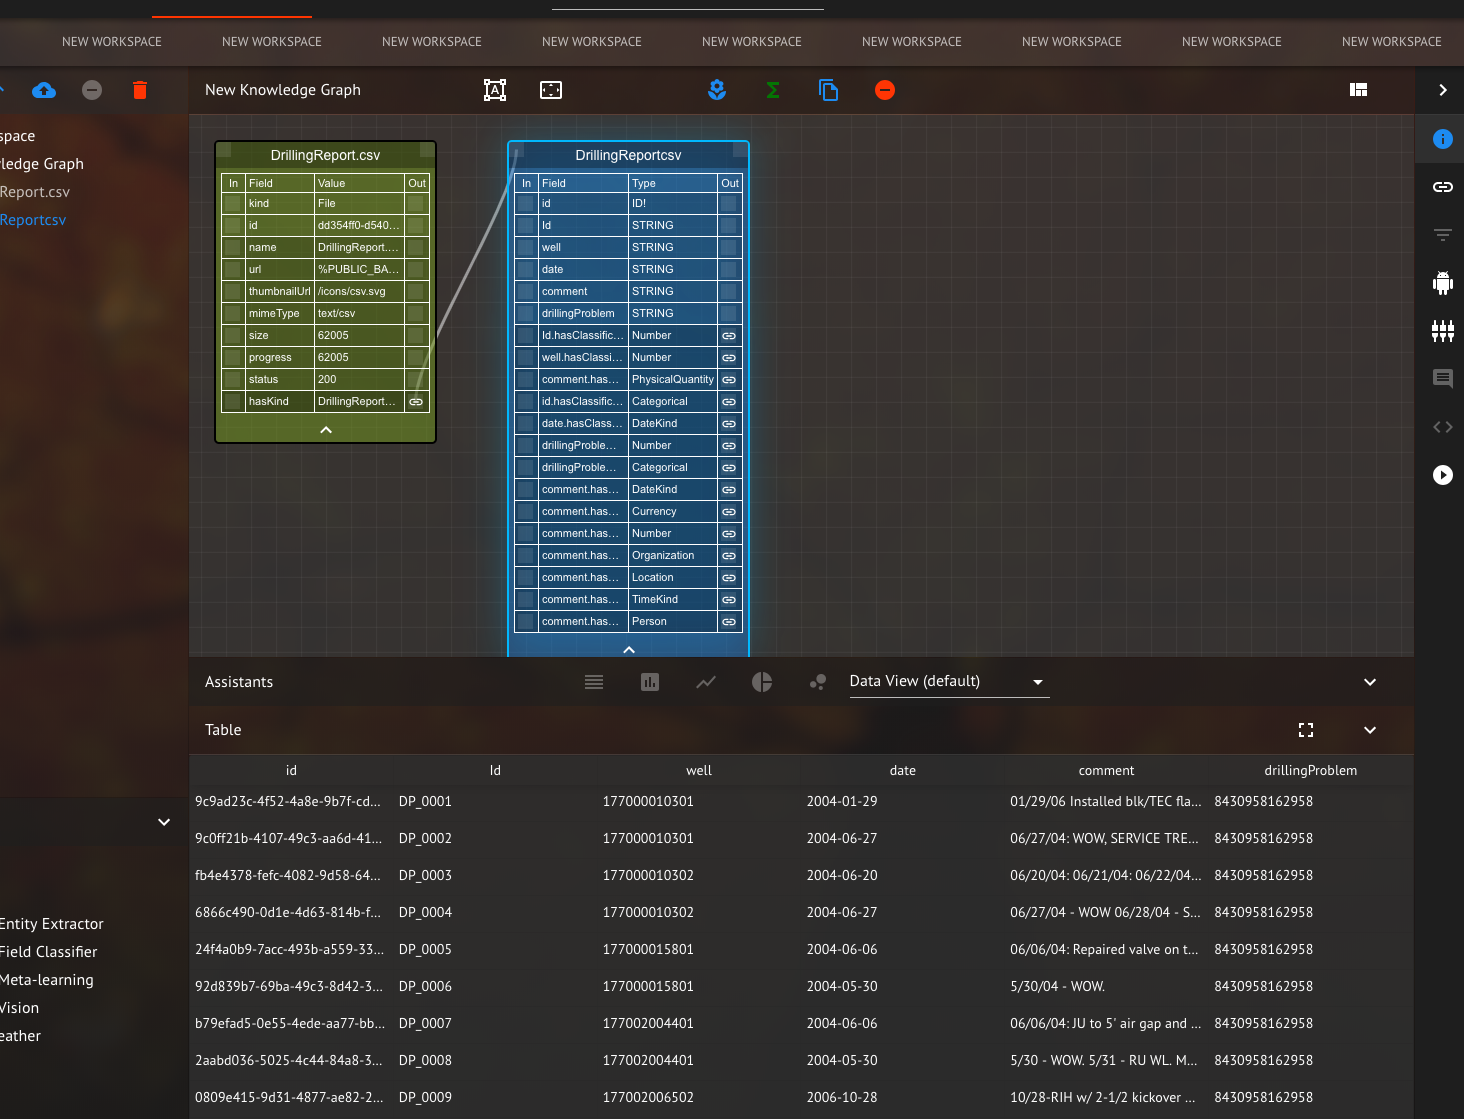 NEW WORKSPACE NEW WORKSPACE NEW WORKSPACE NEW WORKSPACE NEW WORKSPACE NEW WORKSPACE NEW WORKSPACE NEW WORKSPACE NEW WORKSPACE
New Knowledge Graph
space
ledge Graph
Report.csv
Reportcsv
DrillingReport.csv
In Field Value Out
kind File
id dd354ff0-d540...
name DrillingReport....
url %PUBLIC_BA...
thumbnailUrl /icons/csv.svg
mimeType text/csv
size 62005
progress 62005
status 200
hasKind DrillingReport...
DrillingReportcsv
In Field Type Out
id ID!
Id STRING
well STRING
date STRING
comment STRING
drillingProblem STRING
Id.hasClassific... Number
well.hasClassi... Number
comment.has... PhysicalQuantity
id.hasClassific... Categorical
date.hasClass... DateKind
drillingProble... Number
drillingProble... Categorical
comment.has... DateKind
comment.has... Currency
comment.has... Number
comment.has... Organization
comment.has... Location
comment.has... TimeKind
comment.has... Person
Assistants Data View (default)
Table
id Id well date comment drillingProblem
9c9ad23c-4f52-4a8e-9b7f-cd... DP_0001 177000010301 2004-01-29 01/29/06 Installed blk/TEC fla... 8430958162958
9c0ff21b-4107-49c3-aa6d-41... DP_0002 177000010301 2004-06-27 06/27/04: WOW, SERVICE TRE... 8430958162958
fb4e4378-fefc-4082-9d58-64... DP_0003 177000010302 2004-06-20 06/20/04: 06/21/04: 06/22/04... 8430958162958
6866c490-0d1e-4d63-814b-f... DP_0004 177000010302 2004-06-27 06/27/04 - WOW 06/28/04 - S... 8430958162958
24f4a0b9-7acc-493b-a559-33... DP_0005 177000015801 2004-06-06 06/06/04: Repaired valve on t... 8430958162958
92d839b7-69ba-49c3-8d42-3... DP_0006 177000015801 2004-05-30 5/30/04 - WOW. 8430958162958
b79efad5-0e55-4ede-aa77-bb... DP_0007 177002004401 2004-06-06 06/06/04: JU to 5' air gap and ... 8430958162958
2aabd036-5025-4c44-84a8-3... DP_0008 177002004401 2004-05-30 5/30 - WOW. 5/31 - RU WL. M... 8430958162958
0809e415-9d31-4877-ae82-2... DP_0009 177002006502 2006-10-28 10/28-RIH w/ 2-1/2 kickover ... 8430958162958
Entity Extractor
Field Classifier
Meta-learning
Vision
eather